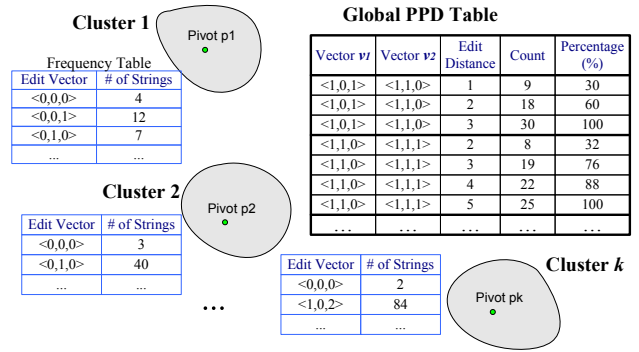 Cluster 1
Pivot p1
Frequency Table
Edit Vector # of Strings
<0,0,0> 4
<0,0,1> 12
<0,1,0> 7
... ...
Cluster 2
Pivot p2
Edit Vector # of Strings
<0,0,0> 3
<0,1,0> 40
... ...
...
Global PPD Table
Vector v1 Vector v2 Edit Distance Count Percentage (%)
<1,0,1> <1,1,0> 1 9 30
<1,0,1> <1,1,0> 2 18 60
<1,0,1> <1,1,0> 3 30 100
<1,1,0> <1,1,1> 2 8 32
<1,1,0> <1,1,1> 3 19 76
<1,1,0> <1,1,1> 4 22 88
<1,1,0> <1,1,1> 5 25 100
... ... ... ... ...
Edit Vector # of Strings
<0,0,0> 2
<1,0,2> 84
... ...
Cluster k
Pivot pk